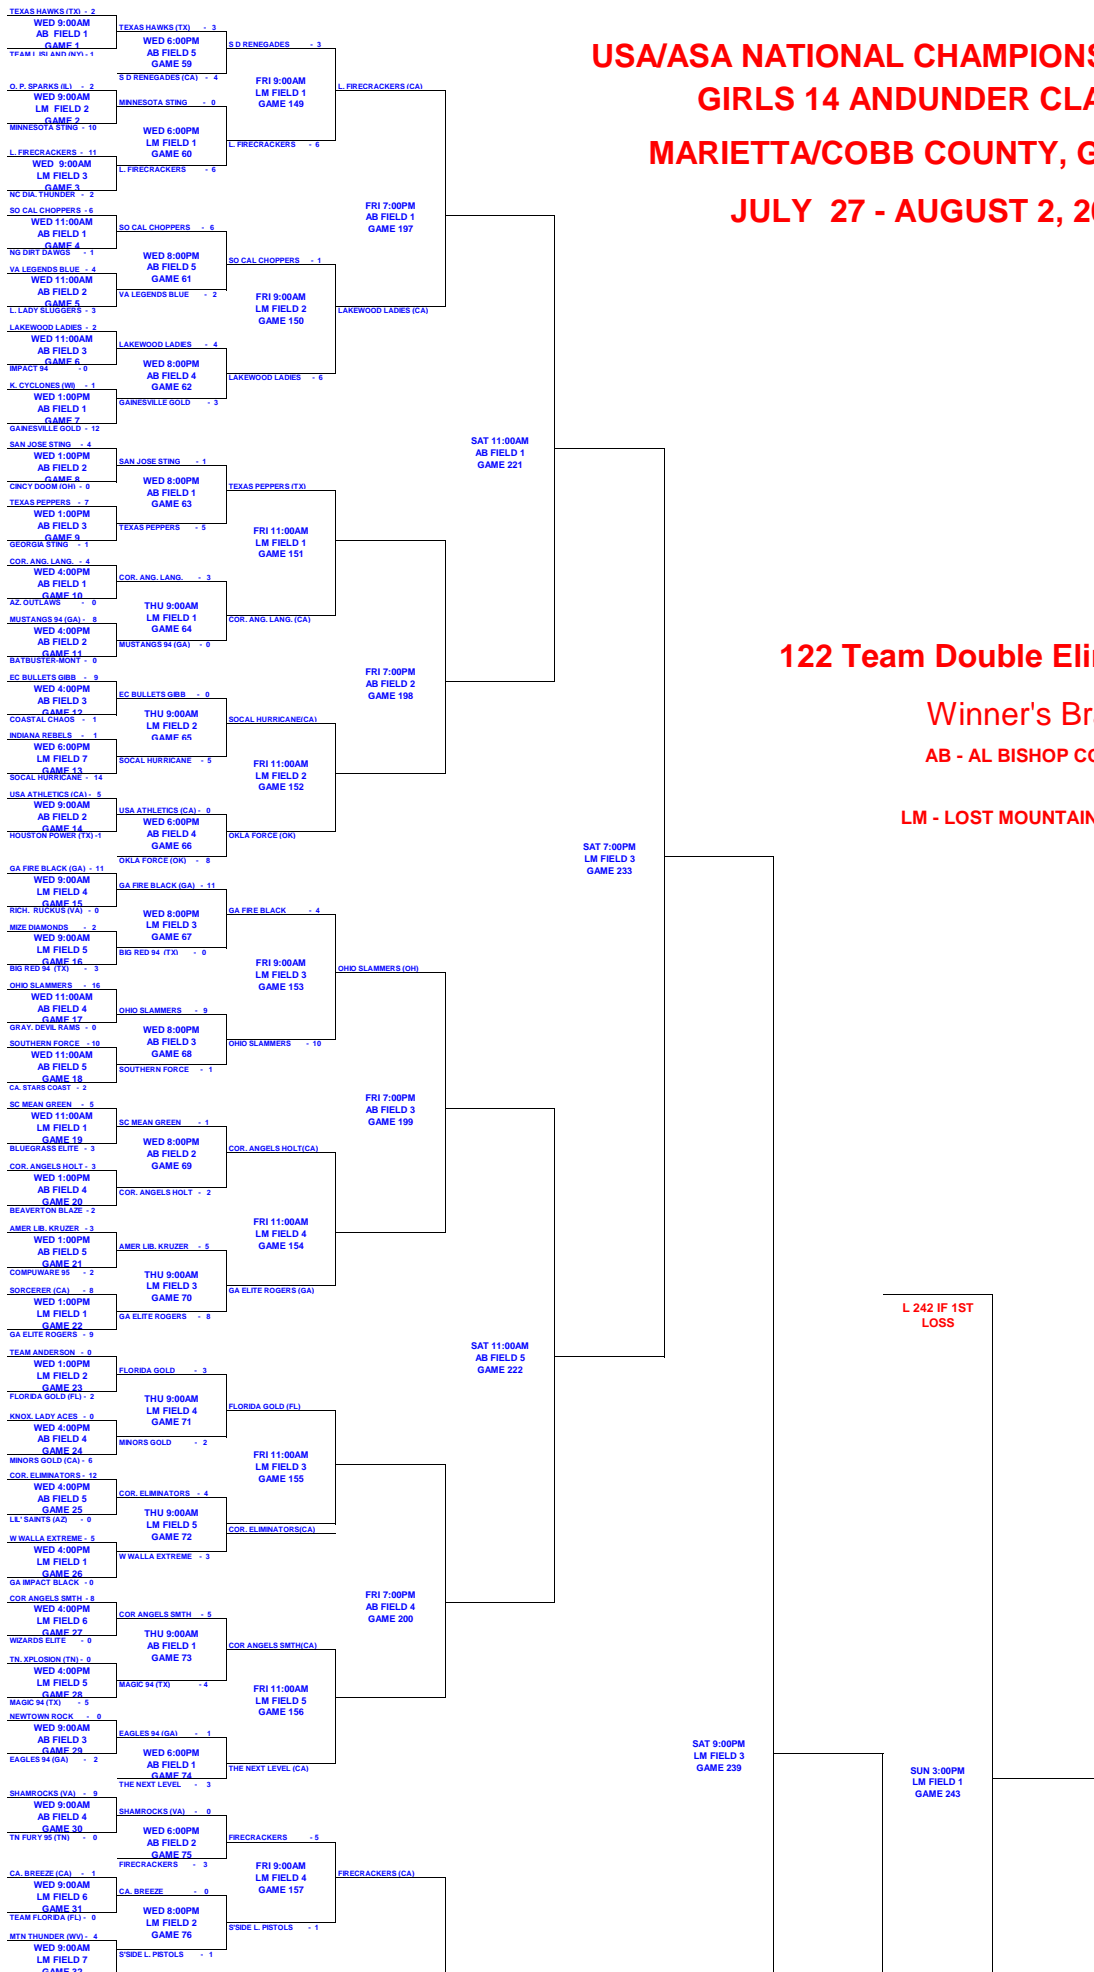 USA/ASA NATIONAL CHAMPIONS
GIRLS 14 ANDUNDER CLA
MARIETTA/COBB COUNTY, G
JULY 27 - AUGUST 2, 20
122 Team Double Eli
Winner's Br
AB - AL BISHOP CO
LM - LOST MOUNTAIN
TEXAS HAWKS (TX) - 2
WED 9:00AM
AB FIELD 1
GAME 1
TEAM L ISLAND (NY) - 1
O. P. SPARKS (IL) - 2
WED 9:00AM
LM FIELD 2
GAME 2
MINNESOTA STING - 10
L. FIRECRACKERS - 11
WED 9:00AM
LM FIELD 3
GAME 3
NC DIA. THUNDER - 2
SO CAL CHOPPERS - 6
WED 11:00AM
AB FIELD 1
GAME 4
NG DIRT DAWGS - 1
VA LEGENDS BLUE - 4
WED 11:00AM
AB FIELD 2
GAME 5
L. LADY SLUGGERS - 3
LAKEWOOD LADIES - 2
WED 11:00AM
AB FIELD 3
GAME 6
IMPACT 94 - 0
K. CYCLONES (WI) - 1
WED 1:00PM
AB FIELD 1
GAME 7
GAINESVILLE GOLD - 12
SAN JOSE STING - 4
WED 1:00PM
AB FIELD 2
GAME 8
CINCY DOOM (OH) - 0
TEXAS PEPPERS - 7
WED 1:00PM
AB FIELD 3
GAME 9
GEORGIA STING - 1
COR. ANG. LANG. - 4
WED 4:00PM
AB FIELD 1
GAME 10
AZ. OUTLAWS - 0
MUSTANGS 94 (GA) - 8
WED 4:00PM
AB FIELD 2
GAME 11
BATBUSTER-MONT - 0
EC BULLETS GIBB - 9
WED 4:00PM
AB FIELD 3
GAME 12
COASTAL CHAOS - 1
INDIANA REBELS - 1
WED 6:00PM
LM FIELD 7
GAME 13
SOCAL HURRICANE - 14
USA ATHLETICS (CA) - 5
WED 9:00AM
AB FIELD 2
GAME 14
HOUSTON POWER (TX) -1
GA FIRE BLACK (GA) - 11
WED 9:00AM
LM FIELD 4
GAME 15
RICH. RUCKUS (VA) - 0
MIZE DIAMONDS - 2
WED 9:00AM
LM FIELD 5
GAME 16
BIG RED 94 (TX) - 3
OHIO SLAMMERS - 16
WED 11:00AM
AB FIELD 4
GAME 17
GRAY. DEVIL RAMS - 0
SOUTHERN FORCE - 10
WED 11:00AM
AB FIELD 5
GAME 18
CA. STARS COAST - 2
SC MEAN GREEN - 5
WED 11:00AM
LM FIELD 1
GAME 19
BLUEGRASS ELITE - 3
COR. ANGELS HOLT - 3
WED 1:00PM
AB FIELD 4
GAME 20
BEAVERTON BLAZE - 2
AMER LIB. KRUZER - 3
WED 1:00PM
AB FIELD 5
GAME 21
COMPUWARE 95 - 2
SORCERER (CA) - 8
WED 1:00PM
LM FIELD 1
GAME 22
GA ELITE ROGERS - 9
TEAM ANDERSON - 0
WED 1:00PM
LM FIELD 2
GAME 23
FLORIDA GOLD (FL) - 2
KNOX. LADY ACES - 0
WED 4:00PM
AB FIELD 4
GAME 24
MINORS GOLD (CA) - 6
COR. ELIMINATORS - 12
WED 4:00PM
AB FIELD 5
GAME 25
LIL' SAINTS (AZ) - 0
W WALLA EXTREME - 5
WED 4:00PM
LM FIELD 1
GAME 26
GA IMPACT BLACK - 0
COR ANGELS SMTH - 8
WED 4:00PM
LM FIELD 6
GAME 27
WIZARDS ELITE - 0
TN. XPLOSION (TN) - 0
WED 4:00PM
LM FIELD 5
GAME 28
MAGIC 94 (TX) - 5
NEWTOWN ROCK - 0
WED 9:00AM
AB FIELD 3
GAME 29
EAGLES 94 (GA) - 2
SHAMROCKS (VA) - 9
WED 9:00AM
AB FIELD 4
GAME 30
TN FURY 95 (TN) - 0
CA. BREEZE (CA) - 1
WED 9:00AM
LM FIELD 6
GAME 31
TEAM FLORIDA (FL) - 0
MTN THUNDER (WV) - 4
WED 9:00AM
LM FIELD 7
GAME 32
TEXAS HAWKS (TX) - 3
WED 6:00PM
AB FIELD 5
GAME 59
S D RENEGADES (CA) - 4
MINNESOTA STING - 0
WED 6:00PM
LM FIELD 1
GAME 60
L. FIRECRACKERS - 6
SO CAL CHOPPERS - 6
WED 8:00PM
AB FIELD 5
GAME 61
VA LEGENDS BLUE - 2
LAKEWOOD LADIES - 4
WED 8:00PM
AB FIELD 4
GAME 62
GAINESVILLE GOLD - 3
SAN JOSE STING - 1
WED 8:00PM
AB FIELD 1
GAME 63
TEXAS PEPPERS - 5
COR. ANG. LANG. - 3
THU 9:00AM
LM FIELD 1
GAME 64
MUSTANGS 94 (GA) - 0
EC BULLETS GIBB - 0
THU 9:00AM
LM FIELD 2
GAME 65
SOCAL HURRICANE - 5
USA ATHLETICS (CA) - 0
WED 6:00PM
AB FIELD 4
GAME 66
OKLA FORCE (OK) - 8
GA FIRE BLACK (GA) - 11
WED 8:00PM
LM FIELD 3
GAME 67
BIG RED 94 (TX) - 0
OHIO SLAMMERS - 9
WED 8:00PM
AB FIELD 3
GAME 68
SOUTHERN FORCE - 1
SC MEAN GREEN - 1
WED 8:00PM
AB FIELD 2
GAME 69
COR. ANGELS HOLT - 2
AMER LIB. KRUZER - 5
THU 9:00AM
LM FIELD 3
GAME 70
GA ELITE ROGERS - 8
FLORIDA GOLD - 3
THU 9:00AM
LM FIELD 4
GAME 71
MINORS GOLD - 2
COR. ELIMINATORS - 4
THU 9:00AM
LM FIELD 5
GAME 72
W WALLA EXTREME - 3
COR ANGELS SMTH - 5
THU 9:00AM
AB FIELD 1
GAME 73
MAGIC 94 (TX) - 4
EAGLES 94 (GA) - 1
WED 6:00PM
AB FIELD 1
GAME 74
THE NEXT LEVEL - 3
SHAMROCKS (VA) - 0
WED 6:00PM
AB FIELD 2
GAME 75
FIRECRACKERS - 3
CA. BREEZE - 0
WED 8:00PM
LM FIELD 2
GAME 76
S'SIDE L. PISTOLS - 1
S D RENEGADES - 3
FRI 9:00AM
LM FIELD 1
GAME 149
L. FIRECRACKERS - 6
SO CAL CHOPPERS - 1
FRI 9:00AM
LM FIELD 2
GAME 150
LAKEWOOD LADIES - 6
TEXAS PEPPERS (TX)
FRI 11:00AM
LM FIELD 1
GAME 151
COR. ANG. LANG. (CA)
SOCAL HURRICANE(CA)
FRI 11:00AM
LM FIELD 2
GAME 152
OKLA FORCE (OK)
GA FIRE BLACK - 4
FRI 9:00AM
LM FIELD 3
GAME 153
OHIO SLAMMERS - 10
COR. ANGELS HOLT(CA)
FRI 11:00AM
LM FIELD 4
GAME 154
GA ELITE ROGERS (GA)
FLORIDA GOLD (FL)
FRI 11:00AM
LM FIELD 3
GAME 155
COR. ELIMINATORS(CA)
COR ANGELS SMTH(CA)
FRI 11:00AM
LM FIELD 5
GAME 156
THE NEXT LEVEL (CA)
FIRECRACKERS - 5
FRI 9:00AM
LM FIELD 4
GAME 157
S'SIDE L. PISTOLS - 1
L. FIRECRACKERS (CA)
FRI 7:00PM
AB FIELD 1
GAME 197
LAKEWOOD LADIES (CA)
FRI 7:00PM
AB FIELD 2
GAME 198
OHIO SLAMMERS (OH)
FRI 7:00PM
AB FIELD 3
GAME 199
FRI 7:00PM
AB FIELD 4
GAME 200
FIRECRACKERS (CA)
SAT 11:00AM
AB FIELD 1
GAME 221
SAT 11:00AM
AB FIELD 5
GAME 222
SAT 7:00PM
LM FIELD 3
GAME 233
SAT 9:00PM
LM FIELD 3
GAME 239
L 242 IF 1ST
LOSS
SUN 3:00PM
LM FIELD 1
GAME 243